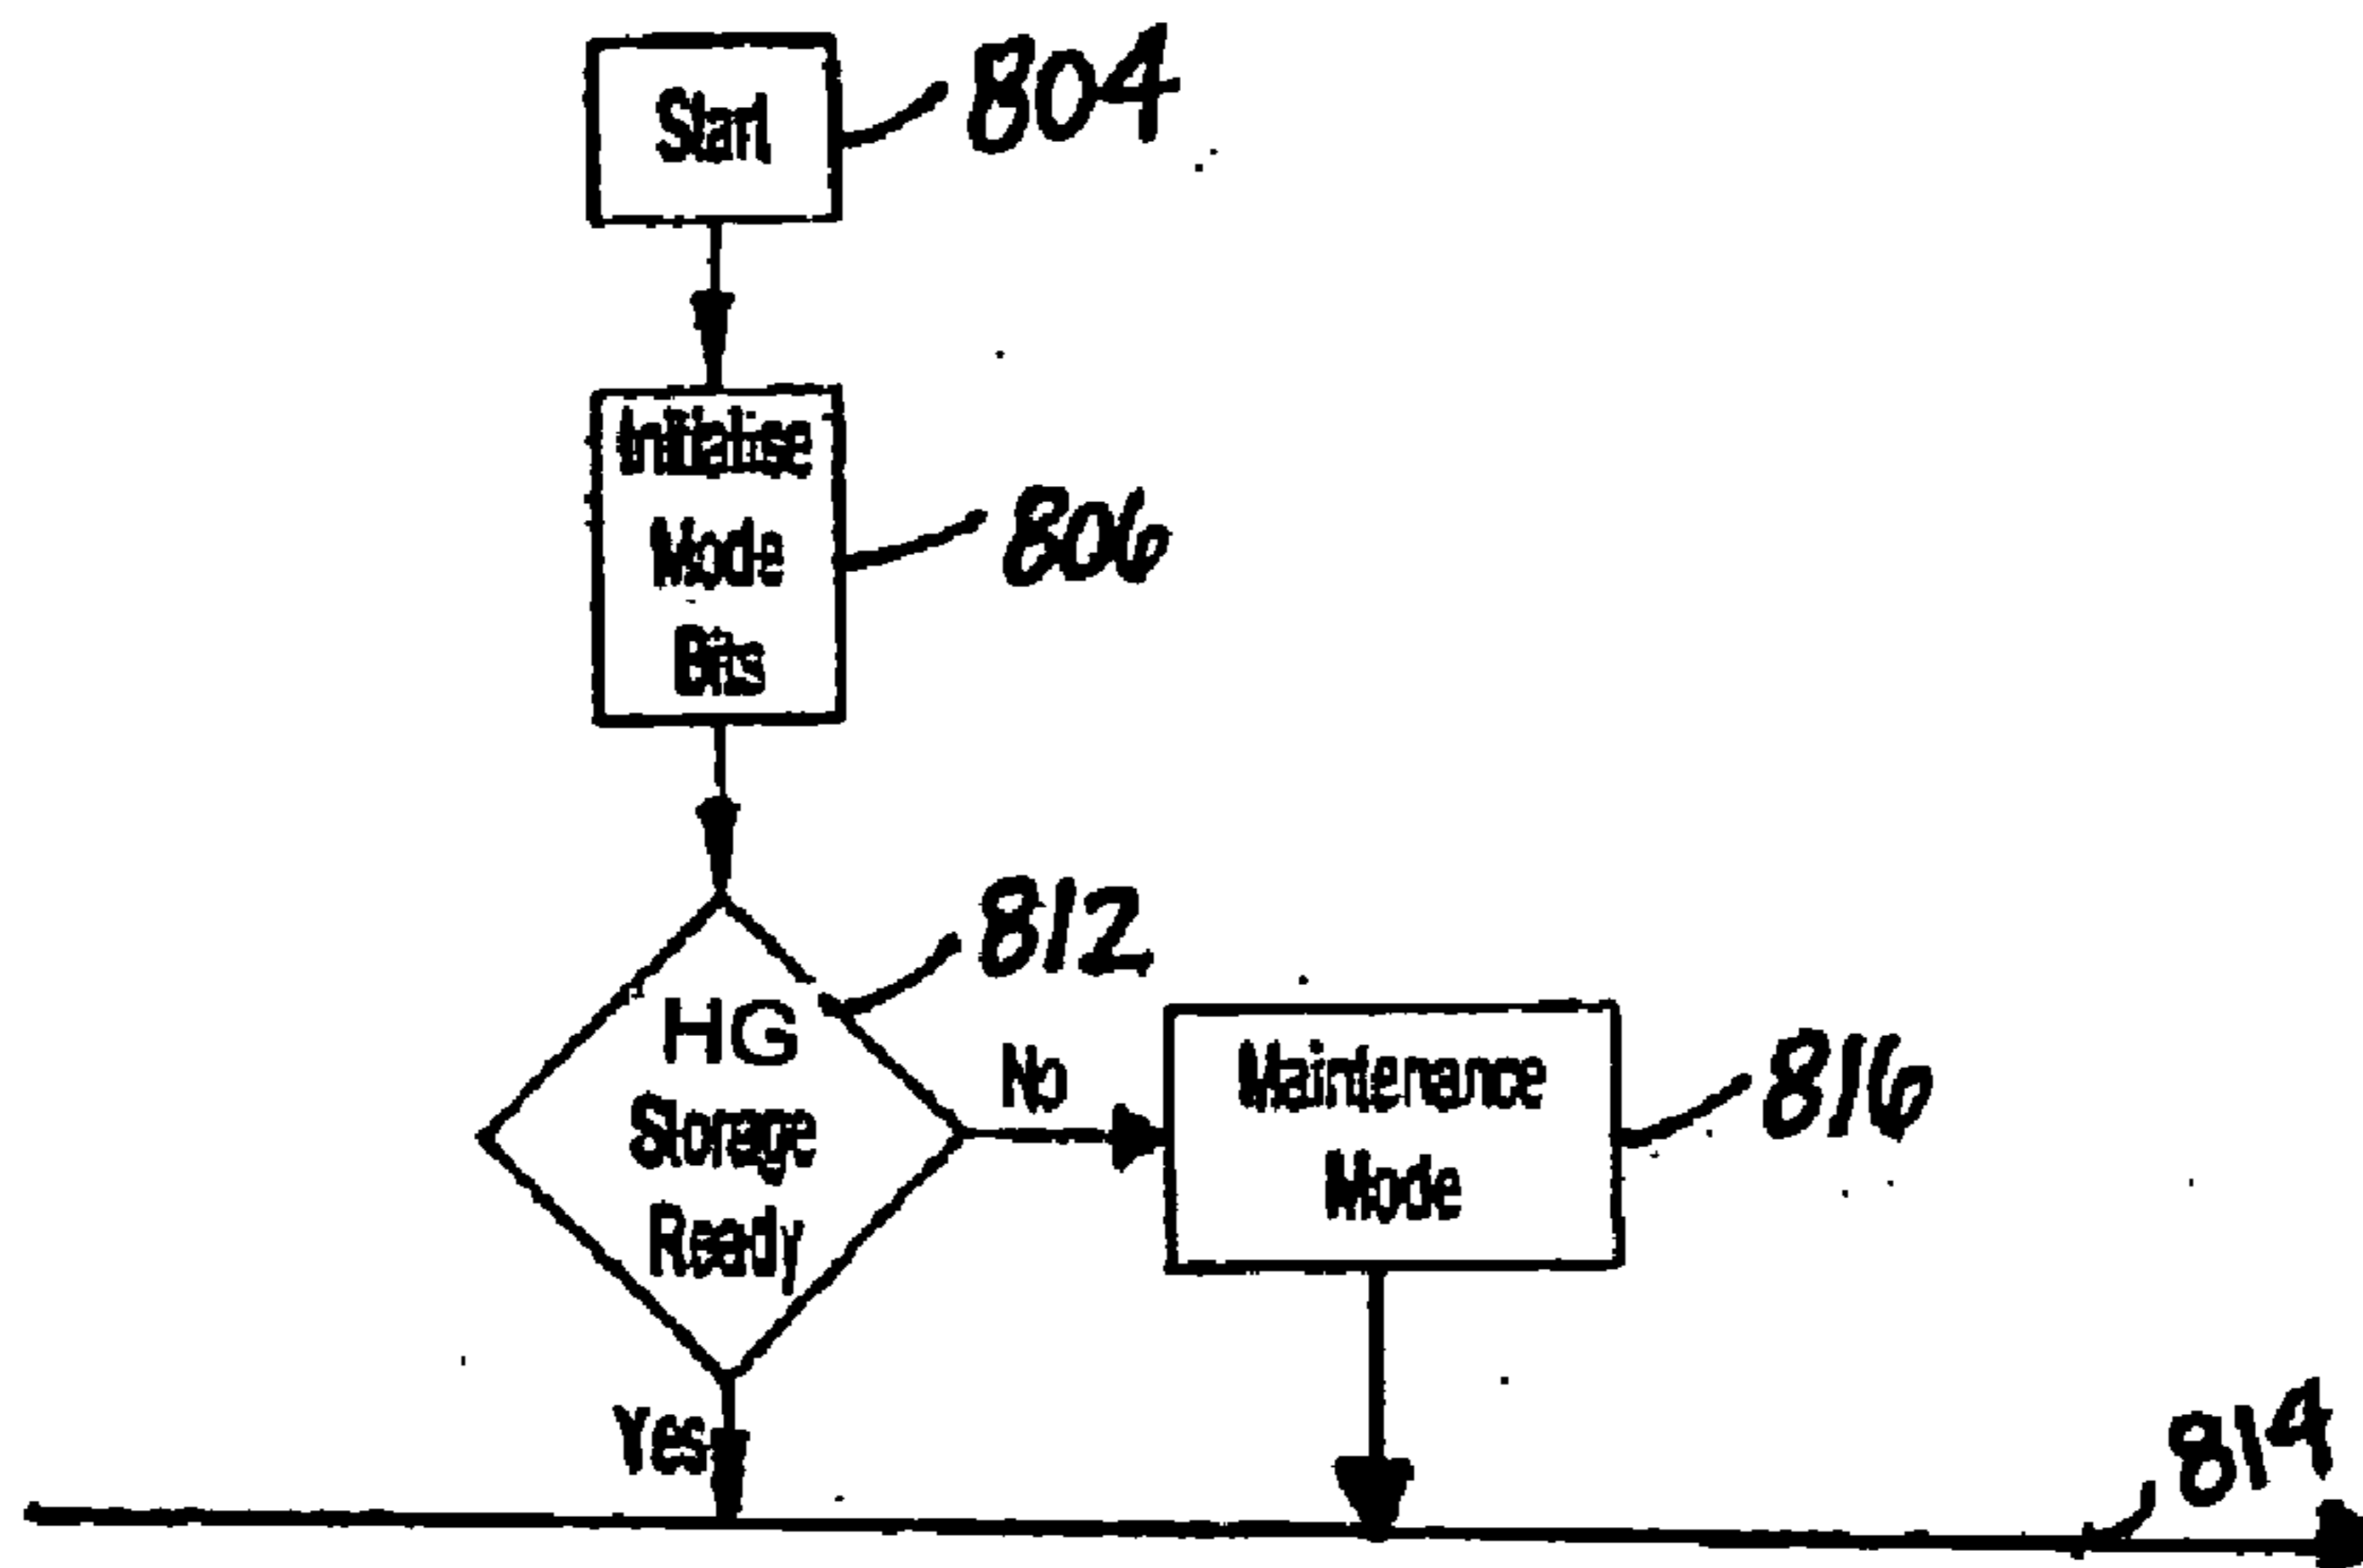 Start
804
Initialise
Mode
Bits
806
812
HG
Storage
Ready
No
Maintenance
Mode
816
Yes
814